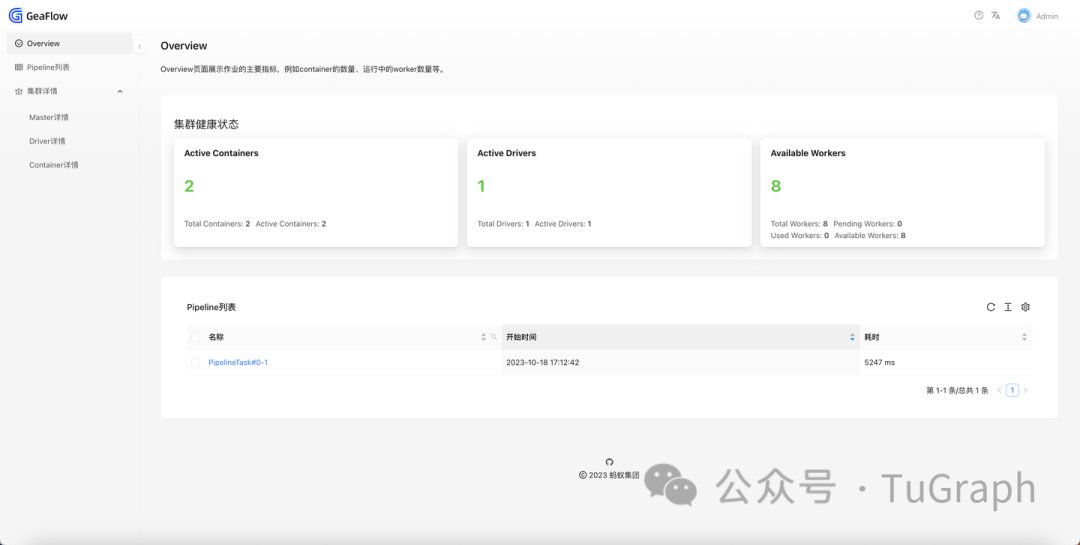 GeaFlow
Admin
Overview
Pipeline列表
集群详情
Master详情
Driver详情
Container详情
Overview
Overview页面展示作业的主要指标，例如container的数量、运行中的worker数量等。
集群健康状态
Active Containers
2
Total Containers: 2 Active Containers: 2
Active Drivers
1
Total Drivers: 1 Active Drivers: 1
Available Workers
8
Total Workers: 8 Pending Workers: 0
Used Workers: 0 Available Workers: 8
Pipeline列表
名称 开始时间 耗时
PipelineTask#0-1 2023-10-18 17:12:42 5247 ms
第 1-1 条/总共 1 条 < 1 >
© 2023 蚂蚁集团
公众号 · TuGraph